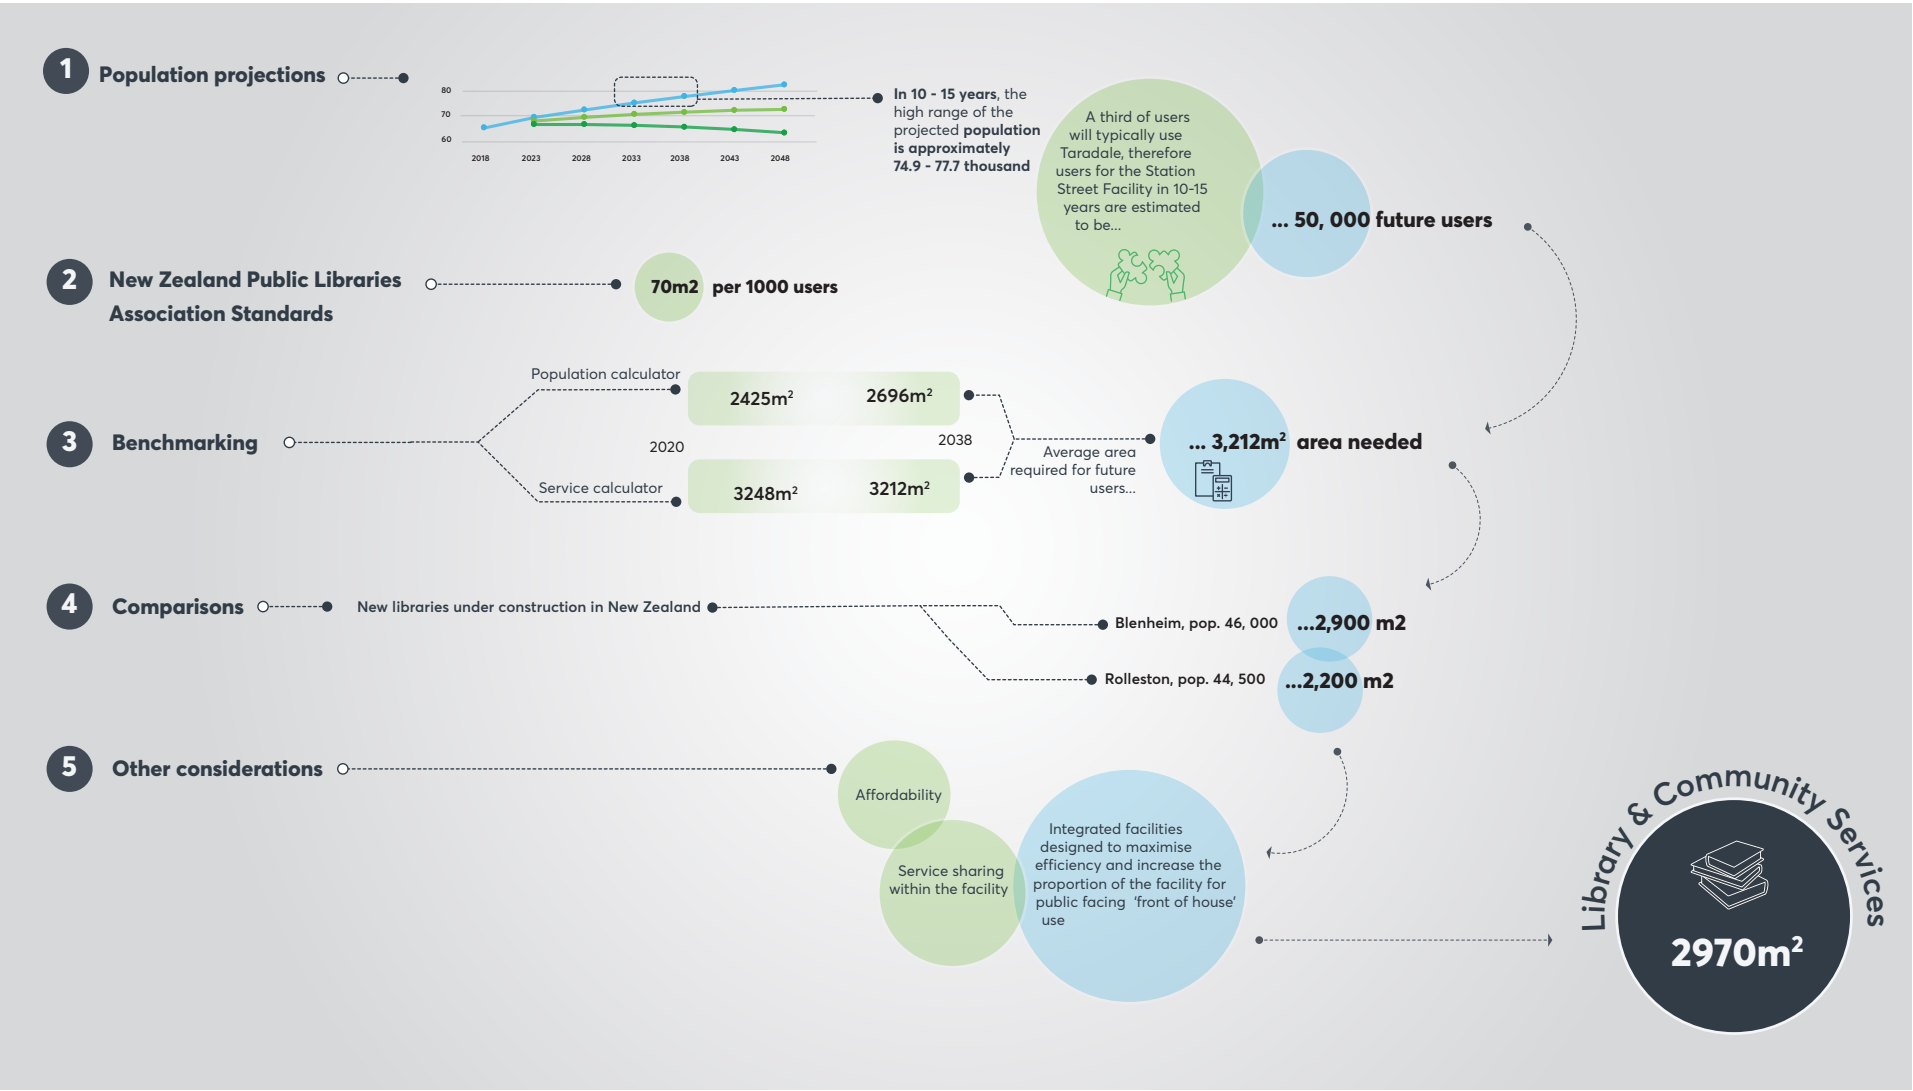 1
Population projections
80
70
60
2018 2023 2028 2033 2038 2043 2048
In 10 - 15 years, the
high range of the
projected population
is approximately
74.9 - 77.7 thousand
A third of users
will typically use
Taradale, therefore
users for the Station
Street Facility in 10-15
years are estimated
to be...
... 50, 000 future users
2
New Zealand Public Libraries
Association Standards
70m2 per 1000 users
3
Benchmarking
Population calculator
2425m² 2696m²
2020 2038
Service calculator
3248m² 3212m²
Average area
required for future
users...
... 3,212m² area needed
4
Comparisons
New libraries under construction in New Zealand
Blenheim, pop. 46, 000 ...2,900 m2
Rolleston, pop. 44, 500 ...2,200 m2
5
Other considerations
Affordability
Service sharing
within the facility
Integrated facilities
designed to maximise
efficiency and increase the
proportion of the facility for
public facing 'front of house'
use
Library & Community Services
2970m²